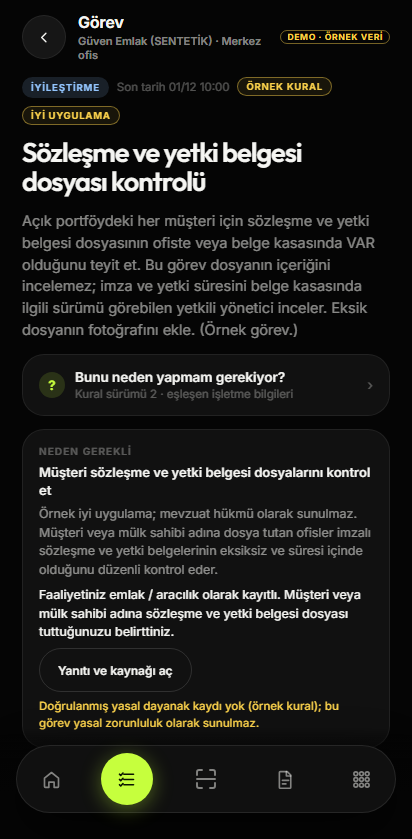 Görev
Güven Emlak (SENTETİK) · Merkez
ofis
DEMO · ÖRNEK VERİ
İYİLEŞTİRME
Son tarih 01/12 10:00
ÖRNEK KURAL
İYİ UYGULAMA
Sözleşme ve yetki belgesi
dosyası kontrolü
Açık portföydeki her müşteri için sözleşme ve yetki
belgesi dosyasının ofiste veya belge kasasında VAR
olduğunu teyit et. Bu görev dosyanın içeriğini
incelemez; imza ve yetki süresini belge kasasında
ilgili sürümü görebilen yetkili yönetici inceler. Eksik
dosyanın fotoğrafını ekle. (Örnek görev.)
?
Bunu neden yapmam gerekiyor?
Kural sürümü 2 · eşleşen işletme bilgileri
NEDEN GEREKLİ
Müşteri sözleşme ve yetki belgesi dosyalarını kontrol
et
Örnek iyi uygulama; mevzuat hükmü olarak sunulmaz.
Müşteri veya mülk sahibi adına dosya tutan ofisler imzalı
sözleşme ve yetki belgelerinin eksiksiz ve süresi içinde
olduğunu düzenli kontrol eder.
Faaliyetiniz emlak / aracılık olarak kayıtlı. Müşteri veya
mülk sahibi adına sözleşme ve yetki belgesi dosyası
tuttuğunuzu belirttiniz.
Yanıtı ve kaynağı aç
Doğrulanmış yasal dayanak kaydı yok (örnek kural); bu
görev yasal zorunluluk olarak sunulmaz.